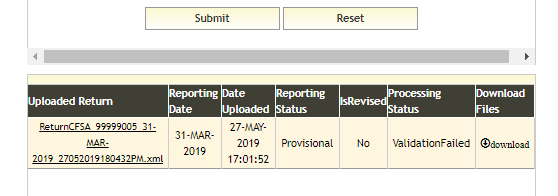 Submit Reset
Uploaded Return Reporting Date Date Uploaded Reporting Status IsRevised Processing Status Download Files
ReturnCFSA_99999005_31-
MAR-
2019_27052019180432PM.xml 31-MAR-
2019 27-MAY-
2019
17:01:52 Provisional No ValidationFailed download